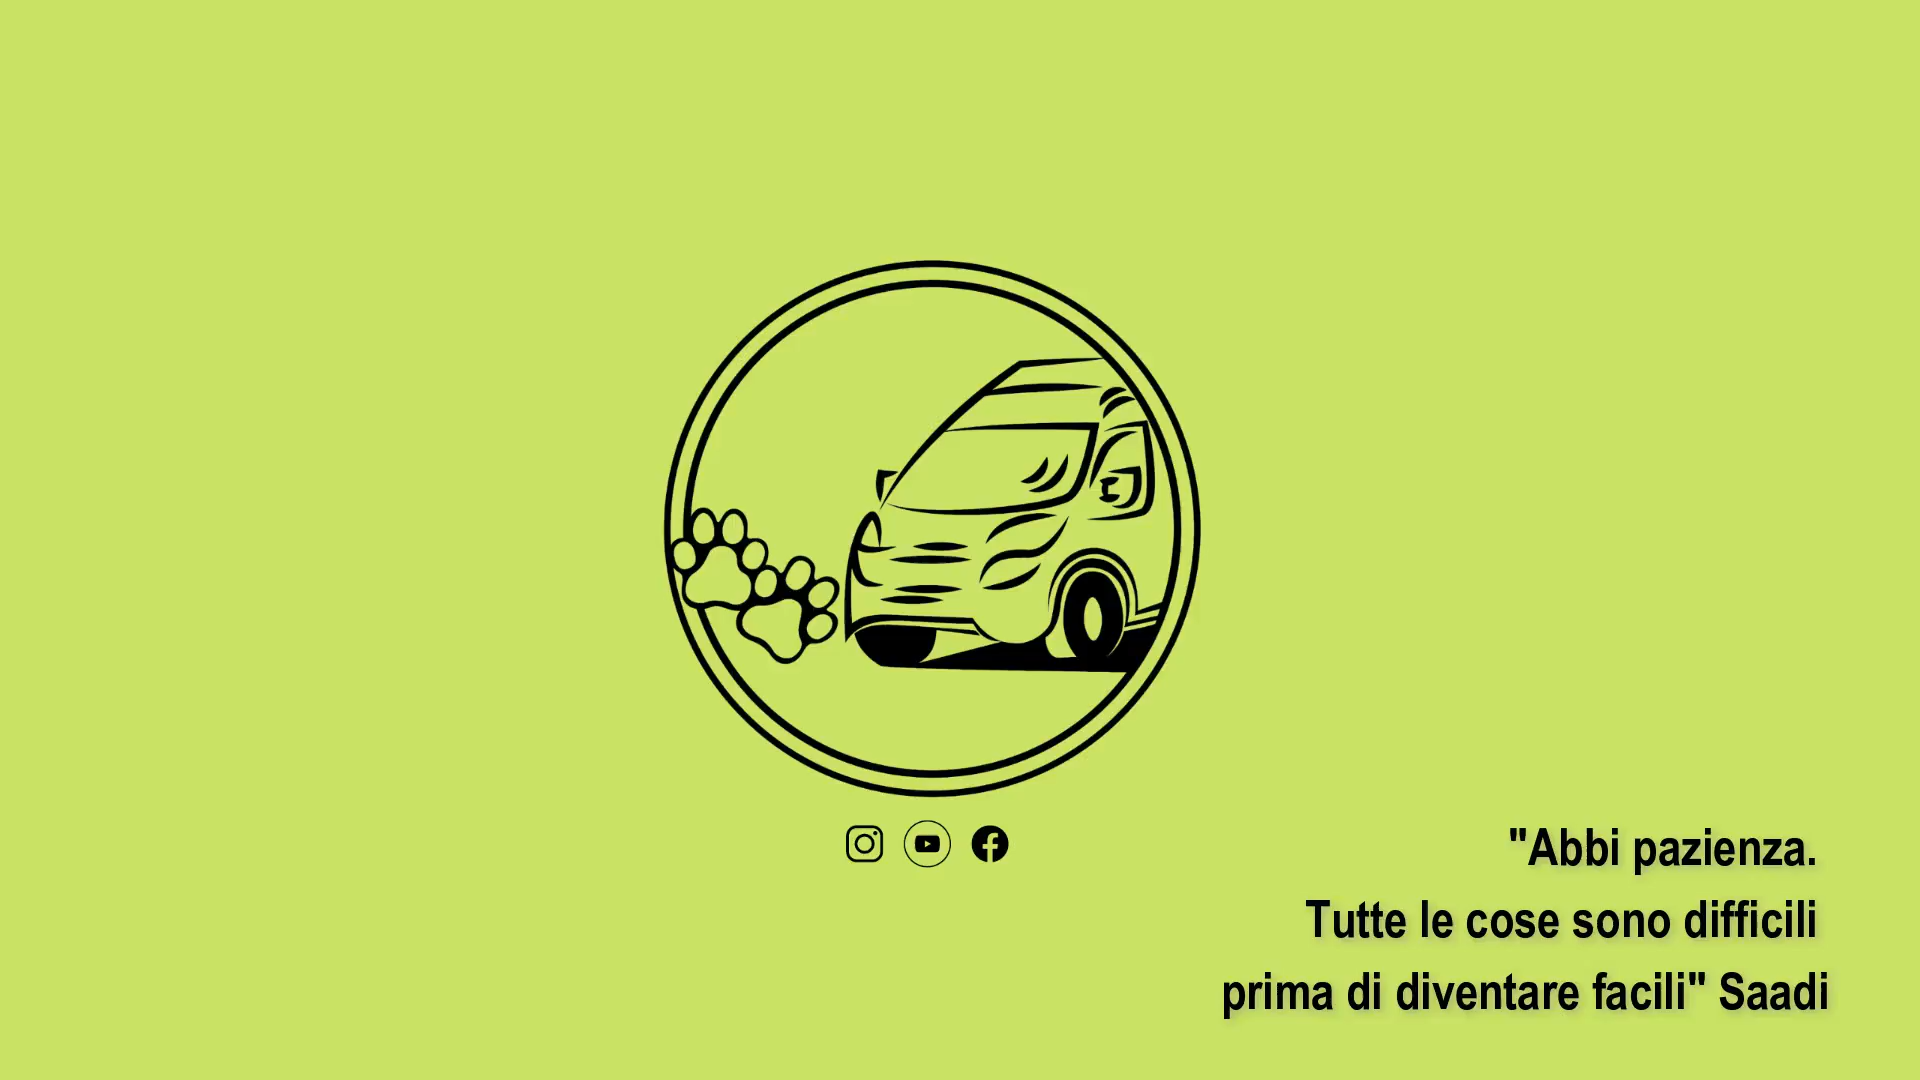 "Abbi pazienza.
Tutte le cose sono difficili
prima di diventare facili" Saadi